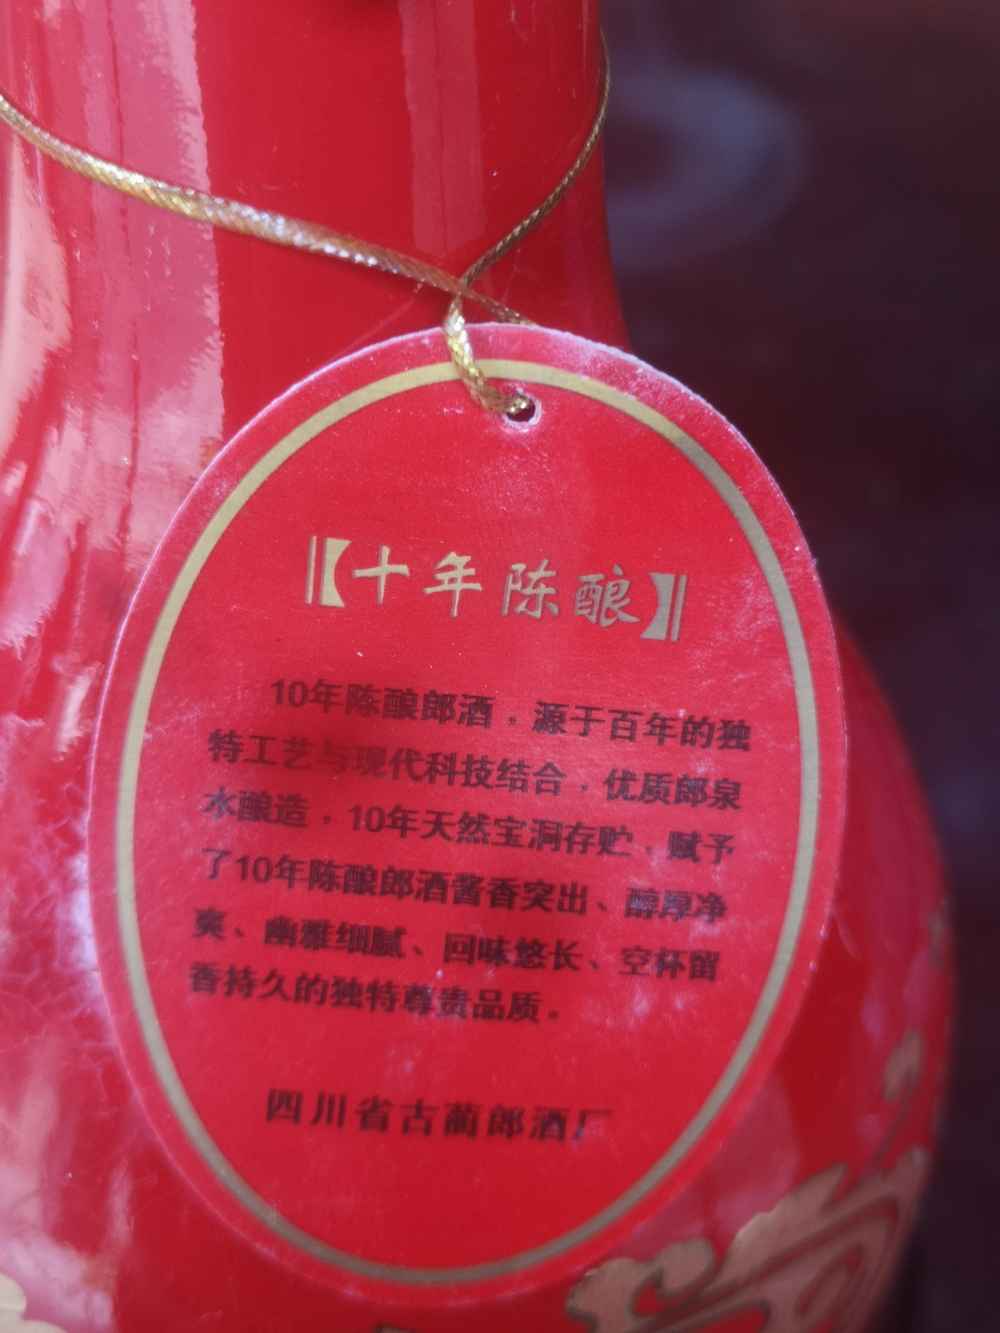 【十年陈酿】
10年陈酿郎酒，源于百年的独
特工艺与现代科技结合，优质郎泉
水酿造，10年天然宝洞存贮，赋予
了10年陈酿郎酒酱香突出、醇厚净
爽、幽雅细腻、回味悠长、空杯留
香持久的独特尊贵品质。
四川省古蔺郎酒厂